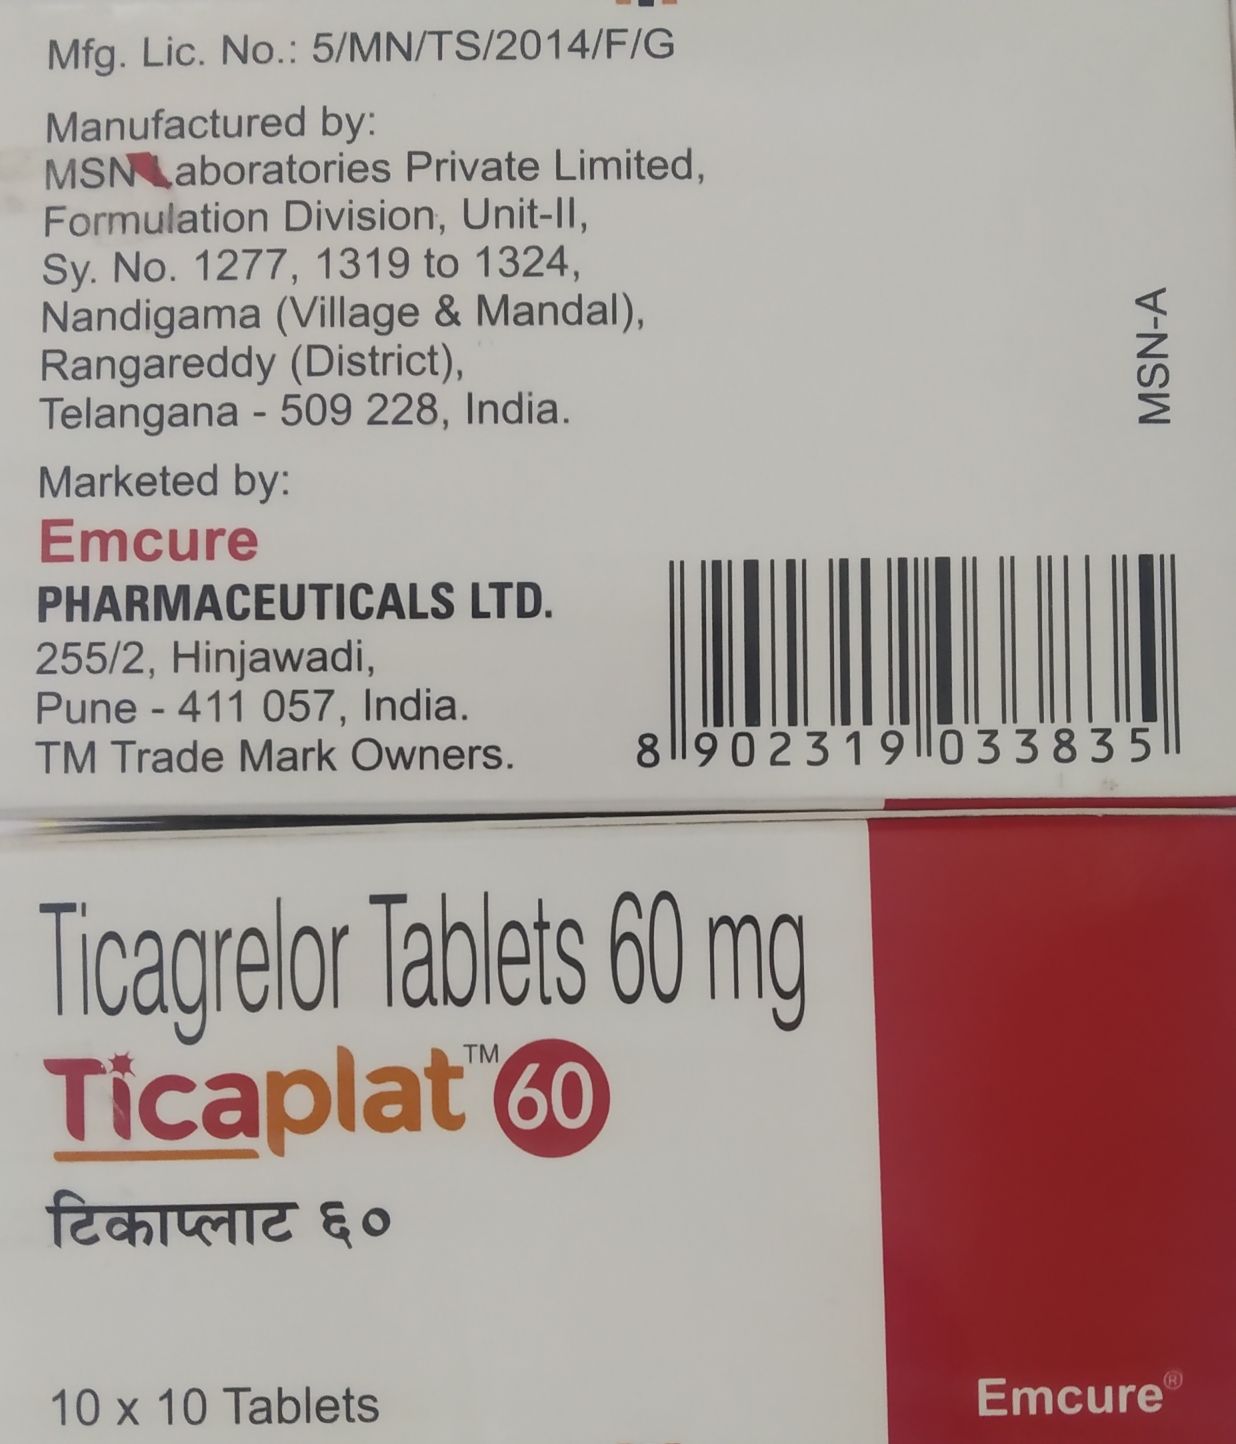 Mfg. Lic. No.: 5/MN/TS/2014/F/G
Manufactured by:
MSN Laboratories Private Limited,
Formulation Division, Unit-II,
Sy. No. 1277, 1319 to 1324,
Nandigama (Village & Mandal),
Rangareddy (District),
Telangana - 509 228, India.
MSN-A
Marketed by:
Emcure
PHARMACEUTICALS LTD.
255/2, Hinjawadi,
Pune - 411 057, India.
TM Trade Mark Owners.
8 902319 033835
Ticagrelor Tablets 60 mg
Ticaplat™ 60
टिकाप्लाट ६०
10 x 10 Tablets
Emcure®